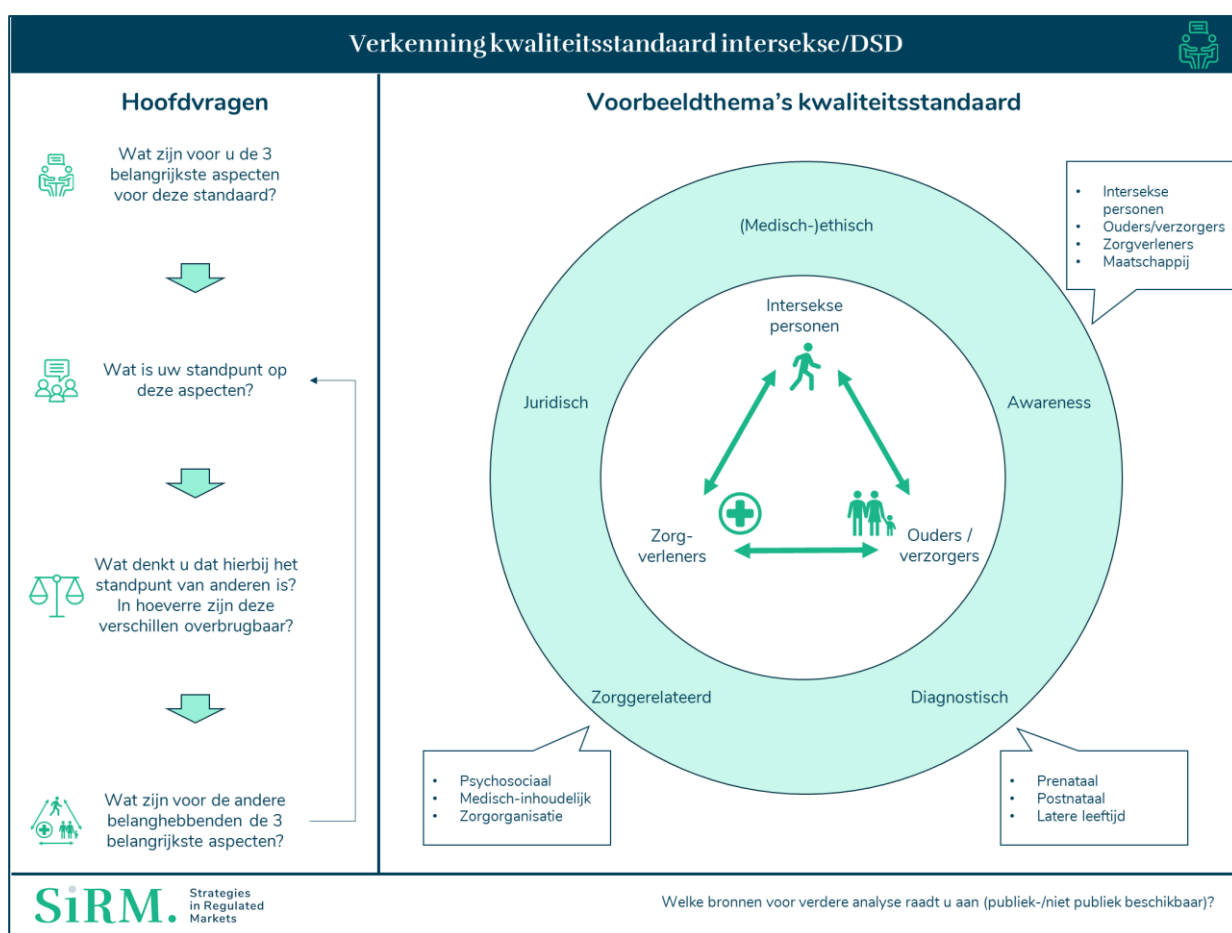 Verkenning kwaliteitsstandaard intersekse/DSD
Hoofdvragen
Wat zijn voor u de 3
belangrijkste aspecten
voor deze standaard?
Wat is uw standpunt op
deze aspecten?
Wat denkt u dat hierbij het
standpunt van anderen is?
In hoeverre zijn deze
verschillen overbrugbaar?
Wat zijn voor de andere
belanghebbenden de 3
belangrijkste aspecten?
Voorbeeldthema's kwaliteitsstandaard
(Medisch-)ethisch
• Intersekse
personen
• Ouders/verzorgers
• Zorgverleners
• Maatschappij
Intersekse
personen
Juridisch
Awareness
Zorg-
verleners
Ouders /
verzorgers
Zorggerelateerd
Diagnostisch
• Psychosociaal
• Medisch-inhoudelijk
• Zorgorganisatie
• Prenataal
• Postnataal
• Latere leeftijd
SiRM.
Strategies
in Regulated
Markets
Welke bronnen voor verdere analyse raadt u aan (publiek-/niet publiek beschikbaar)?